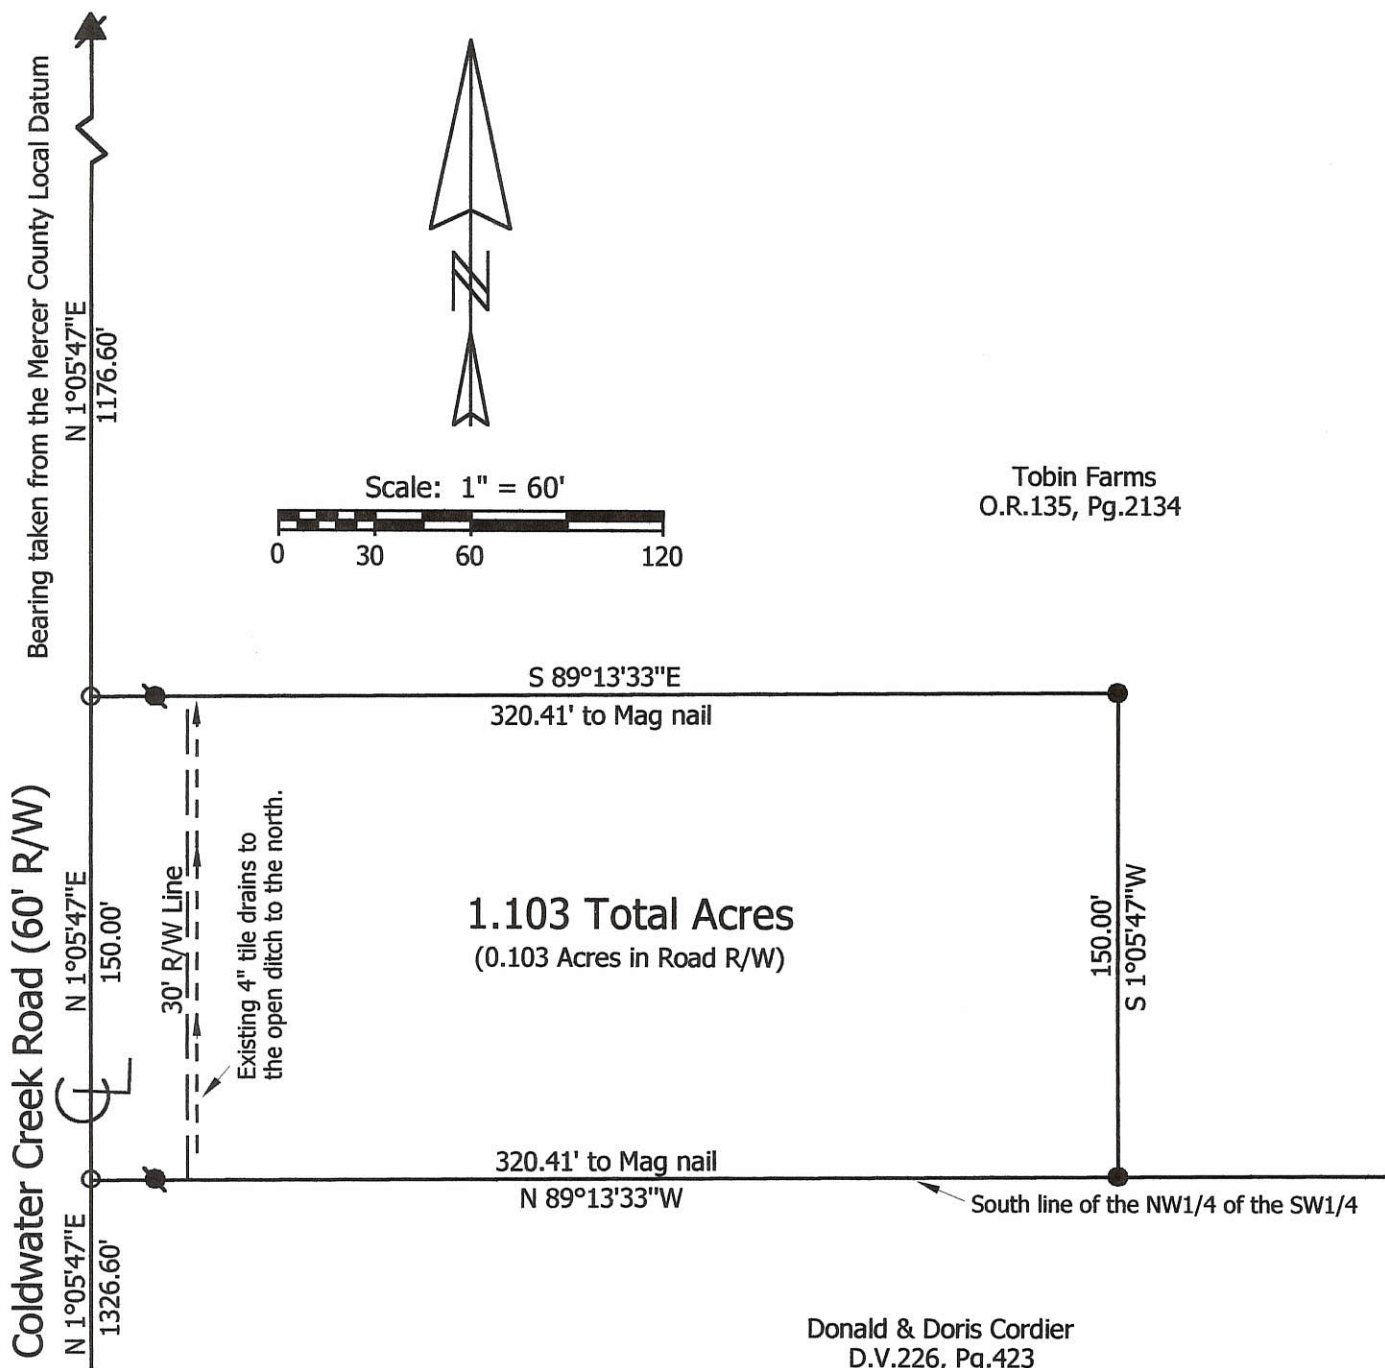 Bearing taken from the Mercer County Local Datum
N 1°05'47"E
1176.60'
N
Scale: 1" = 60'
0 30 60 120
Tobin Farms
O.R.135, Pg.2134
S 89°13'33"E
320.41' to Mag nail
Coldwater Creek Road (60' R/W)
N 1°05'47"E
150.00'
30' R/W Line
Existing 4" tile drains to
the open ditch to the north.
1.103 Total Acres
(0.103 Acres in Road R/W)
150.00'
S 1°05'47"W
CL
320.41' to Mag nail
N 89°13'33"W
South line of the NW1/4 of the SW1/4
N 1°05'47"E
1326.60'
Donald & Doris Cordier
D.V.226, Pg.423